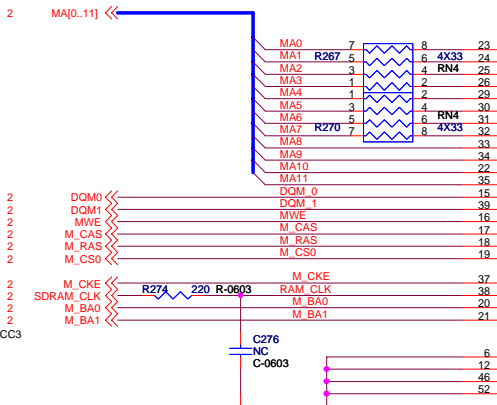 2 MA[0..11]
MA0 7 8 23
MA1 R267 5 6 4X33 24
MA2 3 4 RN4 25
MA3 1 2 26
MA4 1 2 29
MA5 3 4 30
MA6 5 6 RN4 31
MA7 R270 7 8 4X33 32
MA8 33
MA9 34
MA10 22
MA11 35
2 DQM0 DQM_0 15
2 DQM1 DQM_1 39
2 MWE MWE 16
2 M_CAS M_CAS 17
2 M_RAS M_RAS 18
2 M_CS0 M_CS0 19
2 M_CKE M_CKE 37
2 SDRAM_CLK R274 220 R-0603 RAM_CLK 38
2 M_BA0 M_BA0 20
2 M_BA1 M_BA1 21
CC3
C276
NC
C-0603
6
12
46
52